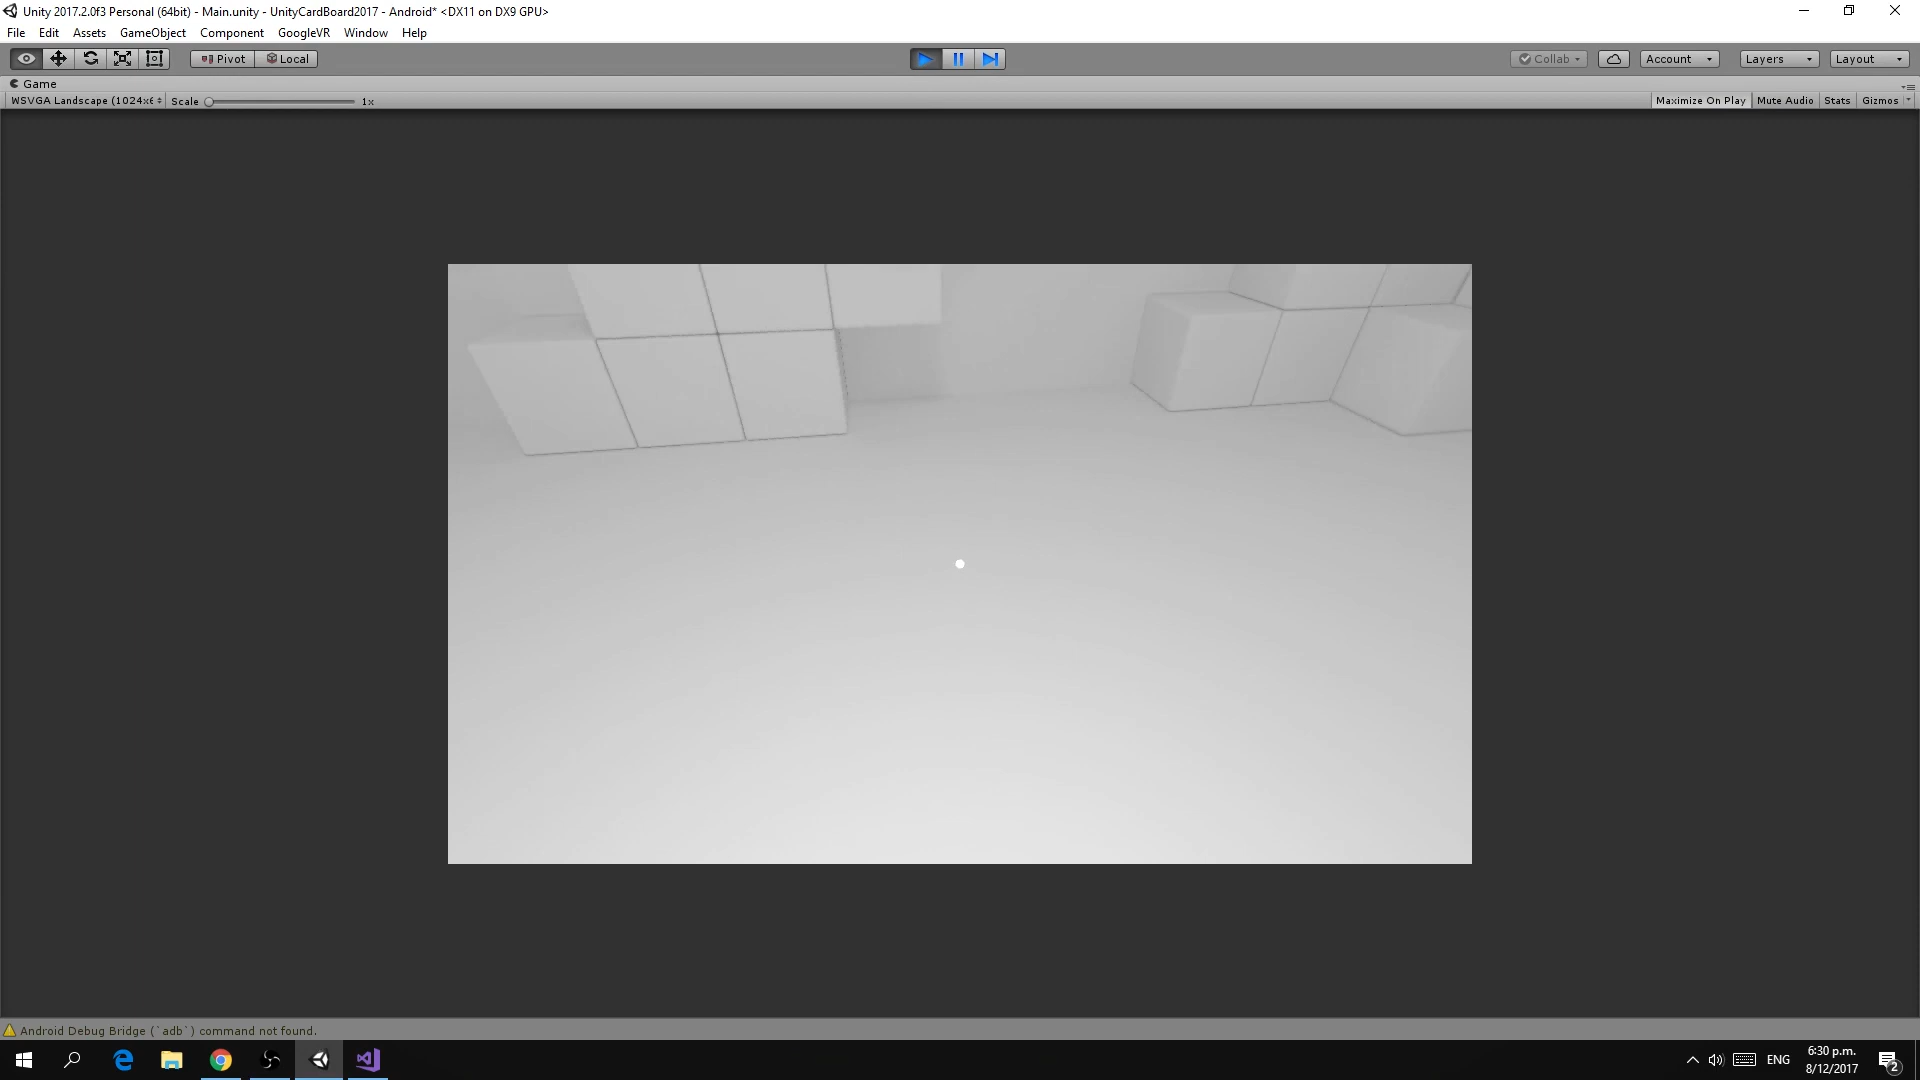 Unity 2017.2.0f3 Personal (64bit) - Main.unity - UnityCardBoard2017 - Android* <DX11 on DX9 GPU>
File Edit Assets GameObject Component GoogleVR Window Help
Pivot Local Collab Account Layers Layout
Game
WSVGA Landscape (1024x6 Scale 1x Maximize On Play Mute Audio Stats Gizmos
Android Debug Bridge (`adb`) command not found.
ENG 6:30 p.m.
8/12/2017 2